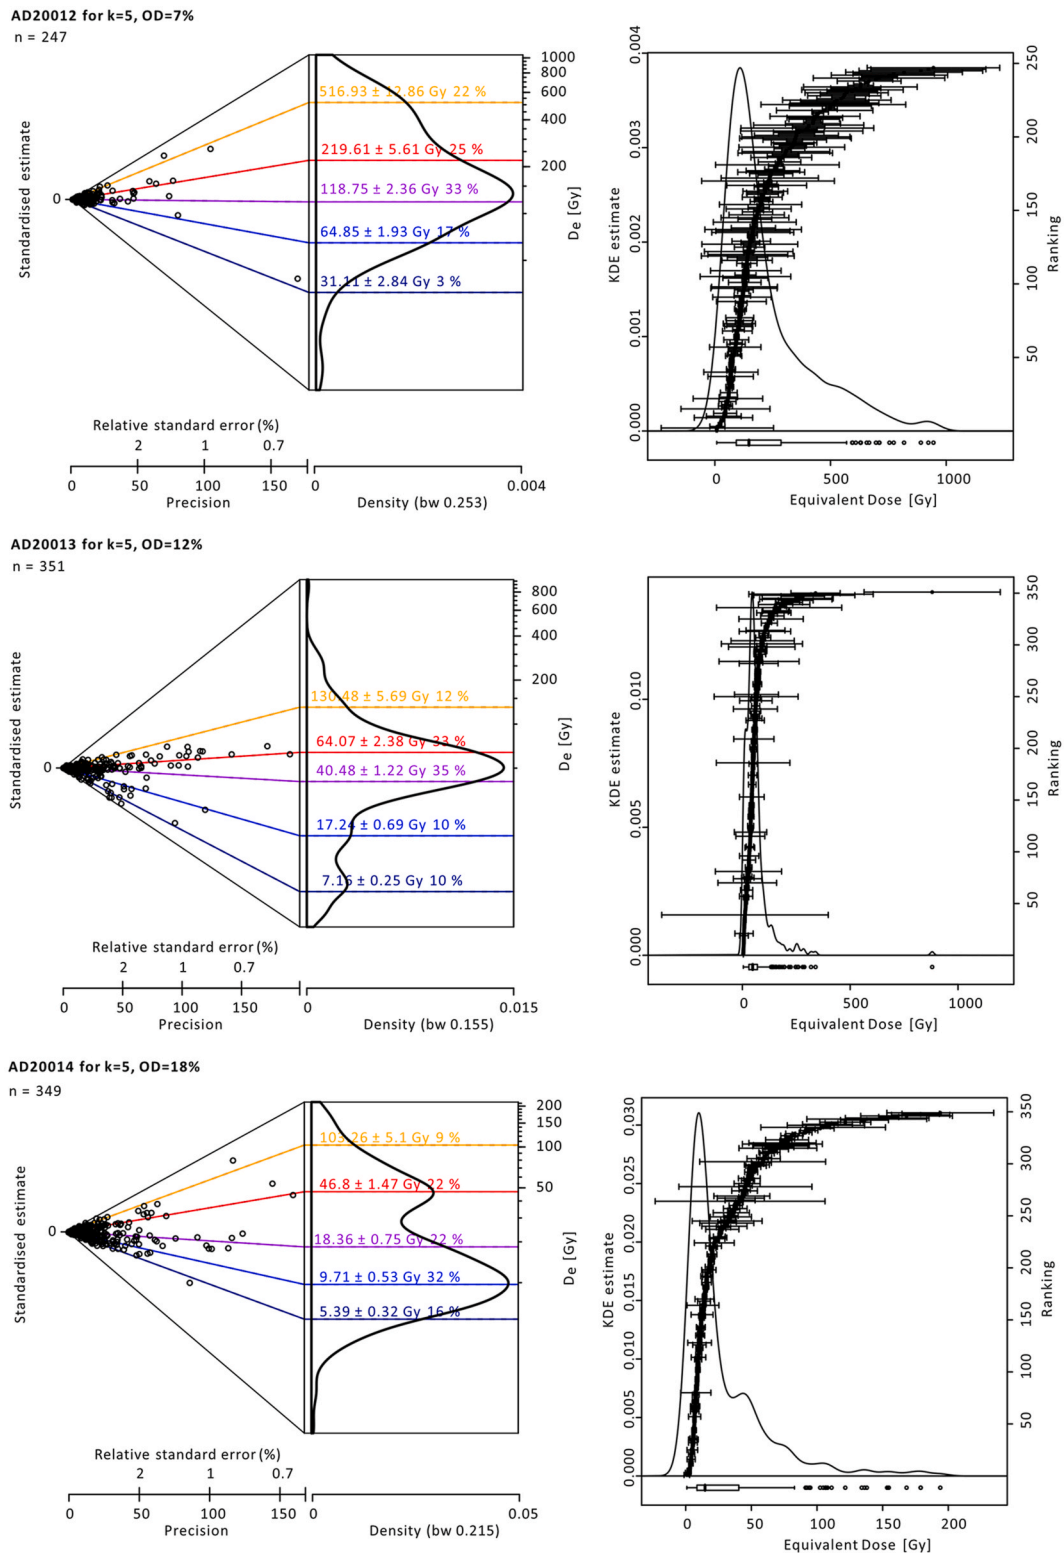 AD20012 for k=5, OD=7%
n = 247
Standardised estimate
0
516.93 ± 12.86 Gy 22 %
219.61 ± 5.61 Gy 25 %
118.75 ± 2.36 Gy 33 %
64.85 ± 1.93 Gy 17 %
31.11 ± 2.84 Gy 3 %
1000
800
600
400
200
De [Gy]
Relative standard error (%)
2 1 0.7
0 50 100 150
Precision
0 0.004
Density (bw 0.253)
KDE estimate
0.000 0.001 0.002 0.003 0.004
Ranking
50 100 150 200 250
0 500 1000
Equivalent Dose [Gy]
AD20013 for k=5, OD=12%
n = 351
Standardised estimate
0
130.48 ± 5.69 Gy 12 %
64.07 ± 2.38 Gy 33 %
40.48 ± 1.22 Gy 35 %
17.24 ± 0.69 Gy 10 %
7.15 ± 0.25 Gy 10 %
800
600
400
200
De [Gy]
Relative standard error (%)
2 1 0.7
0 50 100 150
Precision
0 0.015
Density (bw 0.155)
KDE estimate
0.000 0.005 0.010
Ranking
50 100 150 200 250 300 350
0 500 1000
Equivalent Dose [Gy]
AD20014 for k=5, OD=18%
n = 349
Standardised estimate
0
103.26 ± 5.1 Gy 9 %
46.8 ± 1.47 Gy 22 %
18.36 ± 0.75 Gy 22 %
9.71 ± 0.53 Gy 32 %
5.39 ± 0.32 Gy 16 %
200
150
100
50
De [Gy]
Relative standard error (%)
2 1 0.7
0 50 100 150
Precision
0 0.05
Density (bw 0.215)
KDE estimate
0.000 0.005 0.010 0.015 0.020 0.025 0.030
Ranking
50 100 150 200 250 300 350
0 50 100 150 200
Equivalent Dose [Gy]